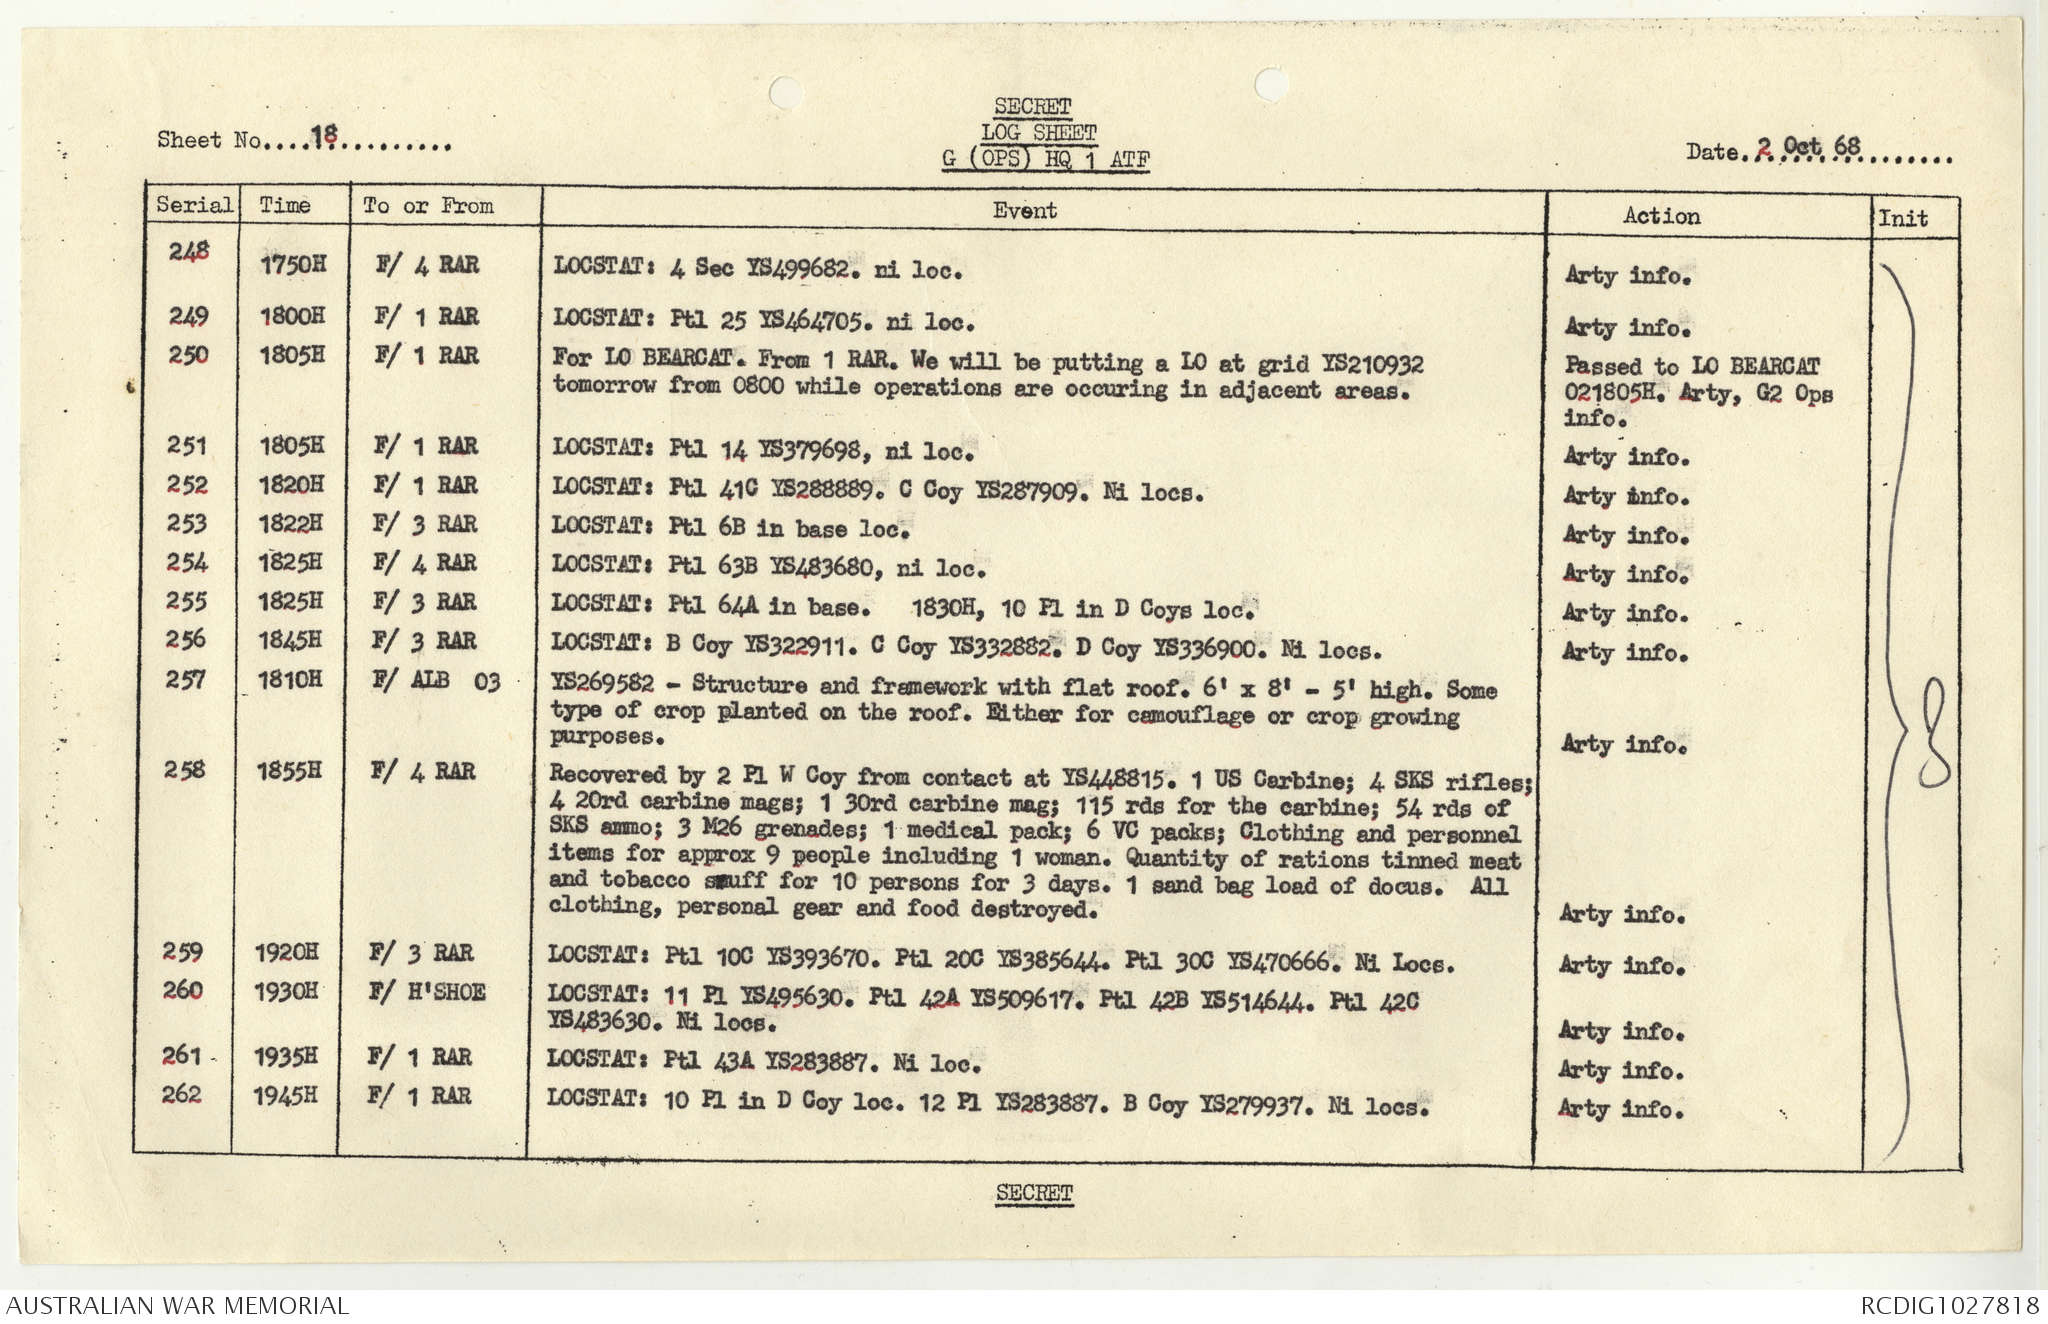 SECRET
LOG SHEET
G (OPS) HQ 1 ATF
Sheet No....18..........
Date..2 Oct 68.......
Serial Time To or From Event Action Init
248 1750H F/ 4 RAR LOCSTAT: 4 Sec YS499682. ni loc. Arty info.
249 1800H F/ 1 RAR LOCSTAT: Ptl 25 YS464705. ni loc. Arty info.
250 1805H F/ 1 RAR For LO BEARCAT. From 1 RAR. We will be putting a LO at grid YS210932 Passed to LO BEARCAT
tomorrow from 0800 while operations are occuring in adjacent areas. 021805H. Arty, G2 Ops
info.
251 1805H F/ 1 RAR LOCSTAT: Ptl 14 YS379698, ni loc. Arty info.
252 1820H F/ 1 RAR LOCSTAT: Ptl 41C YS288889. C Coy YS287909. Ni locs. Arty info.
253 1822H F/ 3 RAR LOCSTAT: Ptl 6B in base loc. Arty info.
254 1825H F/ 4 RAR LOCSTAT: Ptl 63B YS483680, ni loc. Arty info.
255 1825H F/ 3 RAR LOCSTAT: Ptl 64A in base. 1830H, 10 Pl in D Coys loc. Arty info.
256 1845H F/ 3 RAR LOCSTAT: B Coy YS322911. C Coy YS332882. D Coy YS336900. Ni locs. Arty info.
257 1810H F/ ALB 03 YS269582 - Structure and framework with flat roof. 6' x 8' - 5' high. Some
type of crop planted on the roof. Either for camouflage or crop growing
purposes. Arty info.
258 1855H F/ 4 RAR Recovered by 2 Pl W Coy from contact at YS448815. 1 US Carbine; 4 SKS rifles;
4 20rd carbine mags; 1 30rd carbine mag; 115 rds for the carbine; 54 rds of
SKS ammo; 3 M26 grenades; 1 medical pack; 6 VC packs; Clothing and personnel
items for approx 9 people including 1 woman. Quantity of rations tinned meat
and tobacco snuff for 10 persons for 3 days. 1 sand bag load of docus. All
clothing, personal gear and food destroyed. Arty info.
259 1920H F/ 3 RAR LOCSTAT: Ptl 10C YS393670. Ptl 20C YS385644. Ptl 30C YS470666. Ni Locs. Arty info.
260 1930H F/ H'SHOE LOCSTAT: 11 Pl YS495630. Ptl 42A YS509617. Ptl 42B YS514644. Ptl 42C
YS483630. Ni locs. Arty info.
261 1935H F/ 1 RAR LOCSTAT: Ptl 43A YS283887. Ni loc. Arty info.
262 1945H F/ 1 RAR LOCSTAT: 10 Pl in D Coy loc. 12 Pl YS283887. B Coy YS279937. Ni locs. Arty info.
SECRET
AUSTRALIAN WAR MEMORIAL
RCDIG1027818